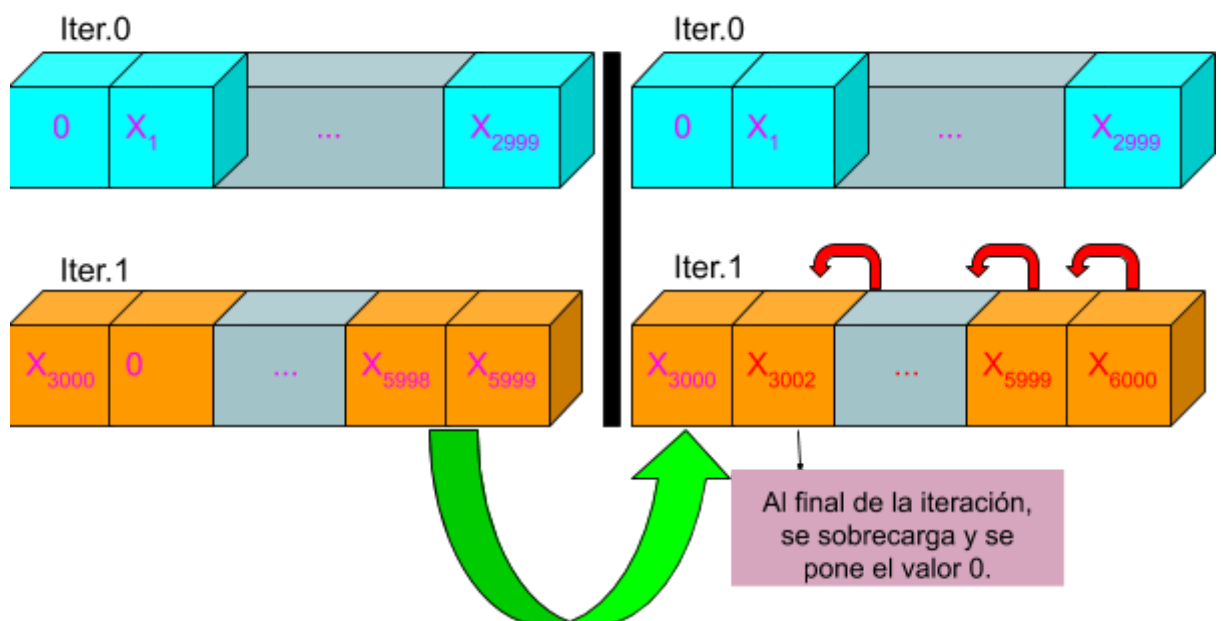 Iter.0
0 X₁ ... X₂₉₉₉
Iter.1
X₃₀₀₀ 0 ... X₅₉₉₈ X₅₉₉₉
Iter.0
0 X₁ ... X₂₉₉₉
Iter.1
X₃₀₀₀ X₃₀₀₂ ... X₅₉₉₉ X₆₀₀₀
Al final de la iteración,
se sobrecarga y se
pone el valor 0.